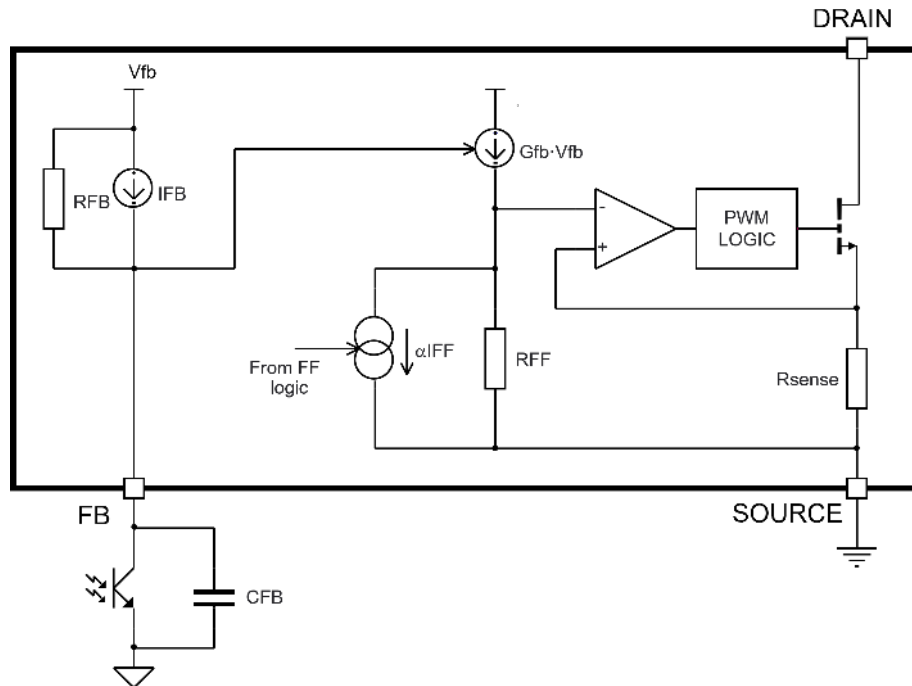 DRAIN
Vfb
Gfb·Vfb
RFB
IFB
-
+
PWM
LOGIC
αIFF
From FF
logic
RFF
Rsense
FB
SOURCE
CFB